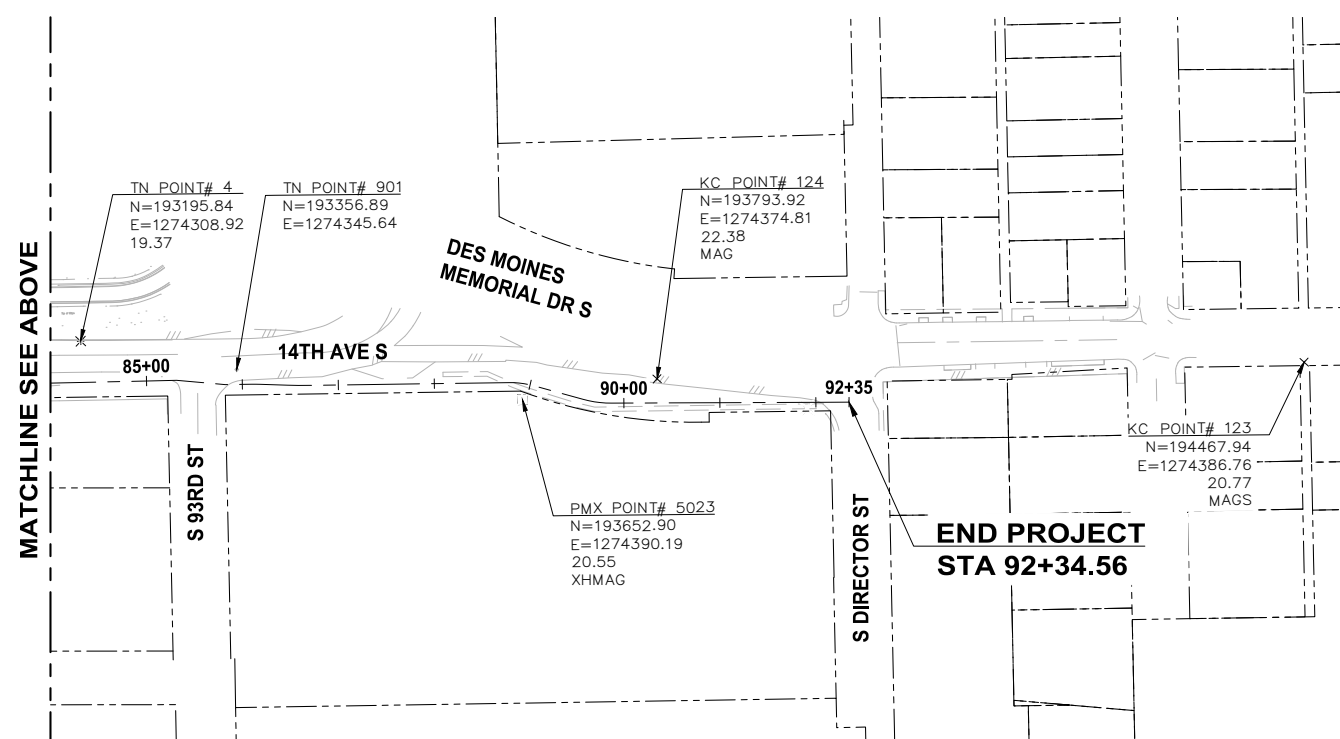 TN POINT# 4
N=193195.84
E=1274308.92
19.37
TN POINT# 901
N=193356.89
E=1274345.64
KC POINT# 124
N=193793.92
E=1274374.81
22.38
MAG
DES MOINES
MEMORIAL DR S
MATCHLINE SEE ABOVE
14TH AVE S
85+00
90+00
92+35
S 93RD ST
KC POINT# 123
N=194467.94
E=1274386.76
20.77
MAGS
PMX POINT# 5023
N=193652.90
E=1274390.19
20.55
XHMAG
S DIRECTOR ST
END PROJECT
STA 92+34.56